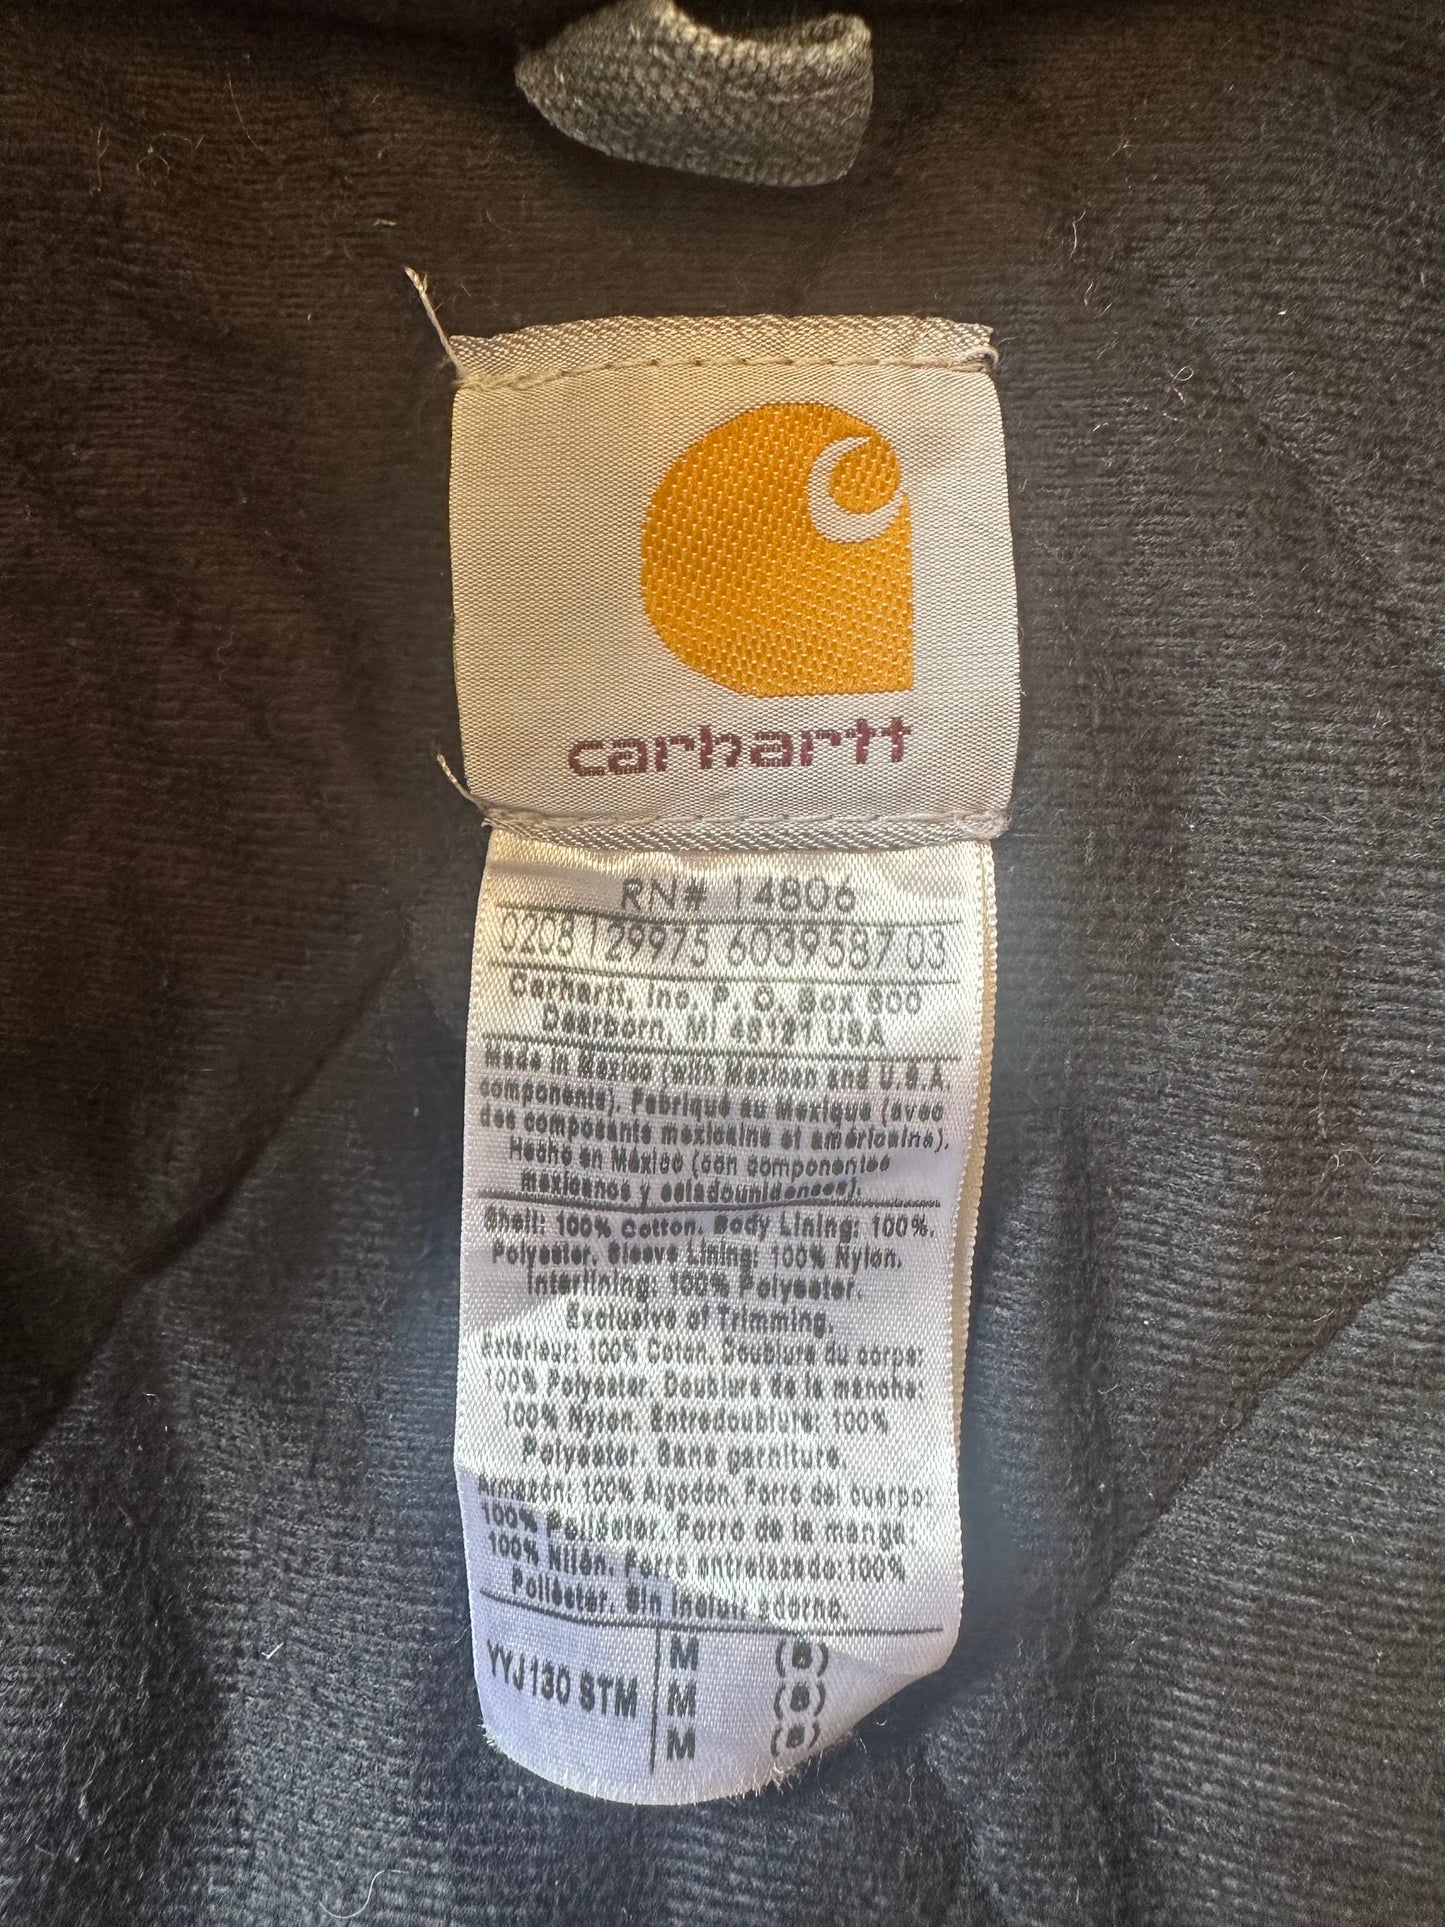 carhartt
RN# 14806
0208 129975 6039587 03
Carhartt, Inc. P. O. Box 600
Dearborn, MI 48121 USA
Made in Mexico (with Mexican and U.S.A.
components). Fabriqué au Mexique (avec
des composants mexicains et américains).
Hecho en México (con componentes
mexicanos y estadounidenses).
Shell: 100% Cotton. Body Lining: 100%.
Polyester. Sleeve Lining: 100% Nylon.
Interlining: 100% Polyester.
Exclusive of Trimming.
Extérieur: 100% Coton. Doublure du corps:
100% Polyester. Doublure de la manche:
100% Nylon. Entredoublure: 100%
Polyester. Sans garniture.
Armazón: 100% Algodón. Forro del cuerpo:
100% Poliéster. Forro de la manga:
100% Nilón. Forro entrelazado: 100%
Poliéster. Sin incluir adorno.
YYJ130 STM
M
M
M